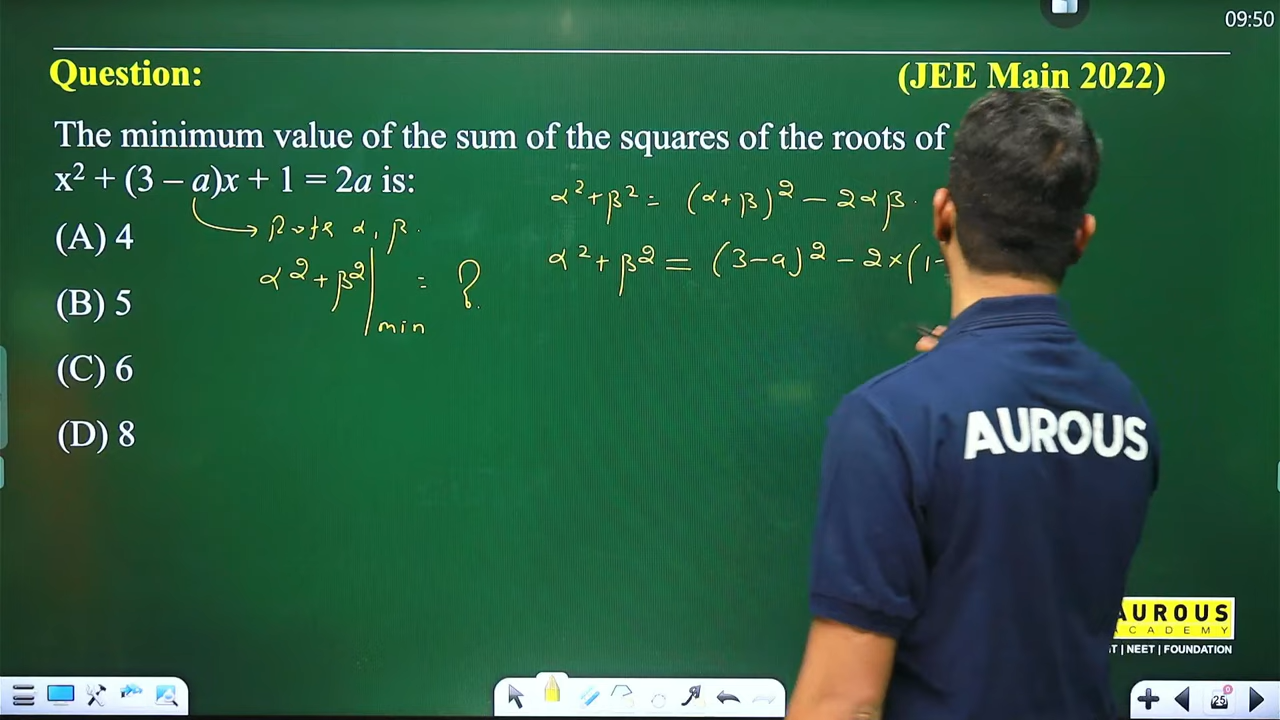 09:50
Question:
(JEE Main 2022)
The minimum value of the sum of the squares of the roots of
x² + (3 – a)x + 1 = 2a is:
(A) 4
(B) 5
(C) 6
(D) 8
α, β
α² + β² | min = ?
α² + β² = (α + β)² – 2αβ
α² + β² = (3 – a)² – 2 × (1 –
AUROUS
AUROUS
ACADEMY
T | NEET | FOUNDATION
25